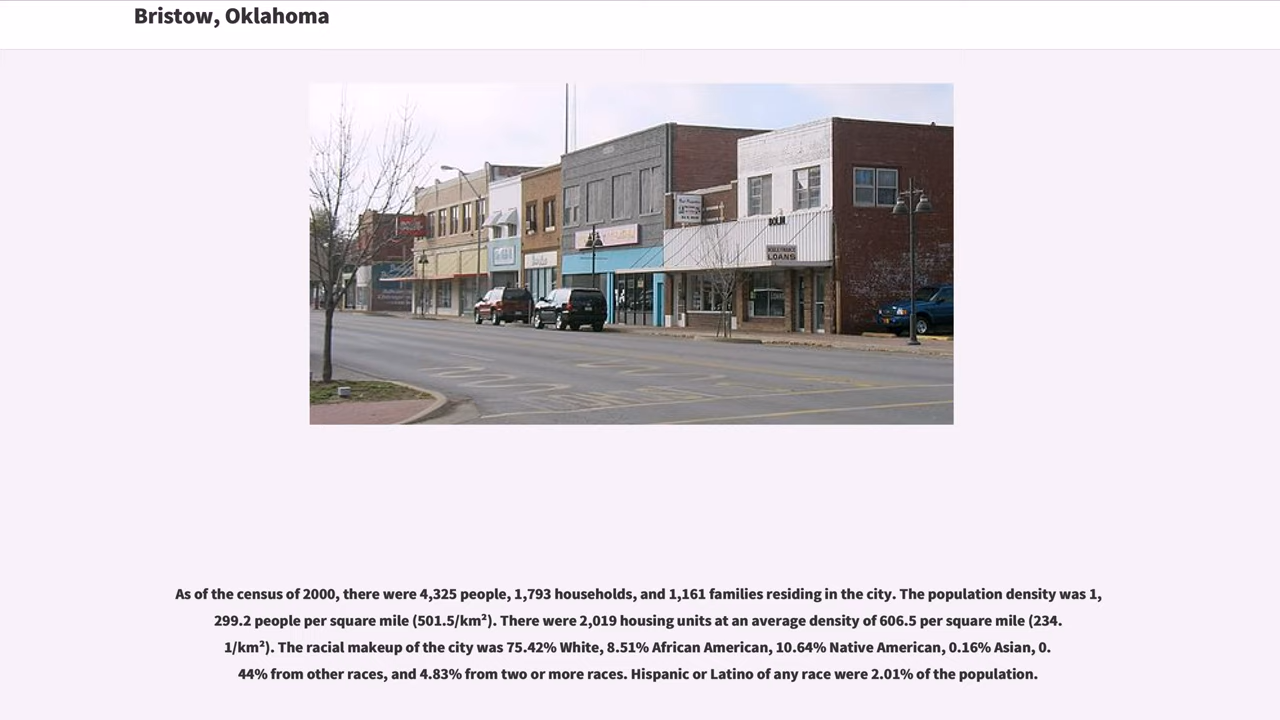 Bristow, Oklahoma
LOANS
As of the census of 2000, there were 4,325 people, 1,793 households, and 1,161 families residing in the city. The population density was 1,
299.2 people per square mile (501.5/km²). There were 2,019 housing units at an average density of 606.5 per square mile (234.
1/km²). The racial makeup of the city was 75.42% White, 8.51% African American, 10.64% Native American, 0.16% Asian, 0.
44% from other races, and 4.83% from two or more races. Hispanic or Latino of any race were 2.01% of the population.